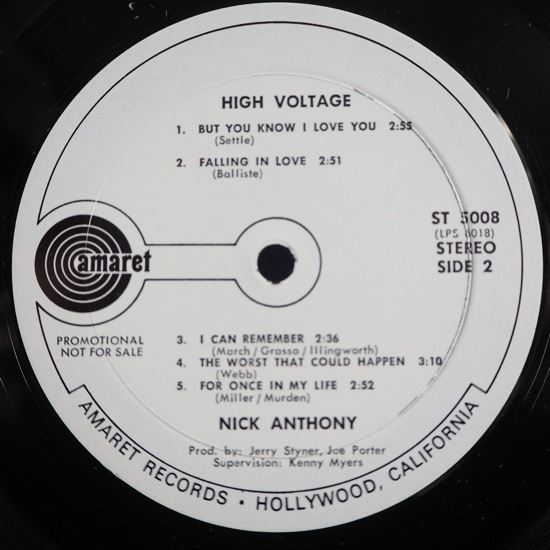 HIGH VOLTAGE
1. BUT YOU KNOW I LOVE YOU 2:55
(Settle)
2. FALLING IN LOVE 2:51
(Balliste)
ST 5008
(LPS 6018)
STEREO
SIDE 2
amaret
PROMOTIONAL
NOT FOR SALE
3. I CAN REMEMBER 2:36
(March/Grasso/Illingworth)
4. THE WORST THAT COULD HAPPEN 3:10
(Webb)
5. FOR ONCE IN MY LIFE 2:52
(Miller/Murden)
NICK ANTHONY
Prod. by: Jerry Styner, Joe Porter
Supervision: Kenny Myers
AMARET RECORDS • HOLLYWOOD, CALIFORNIA